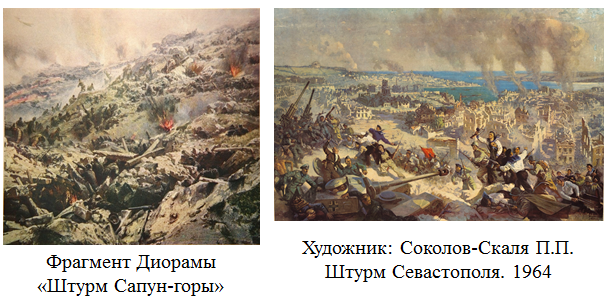 Фрагмент Диорамы
«Штурм Сапун-горы»
Художник: Соколов-Скаля П.П.
Штурм Севастополя. 1964